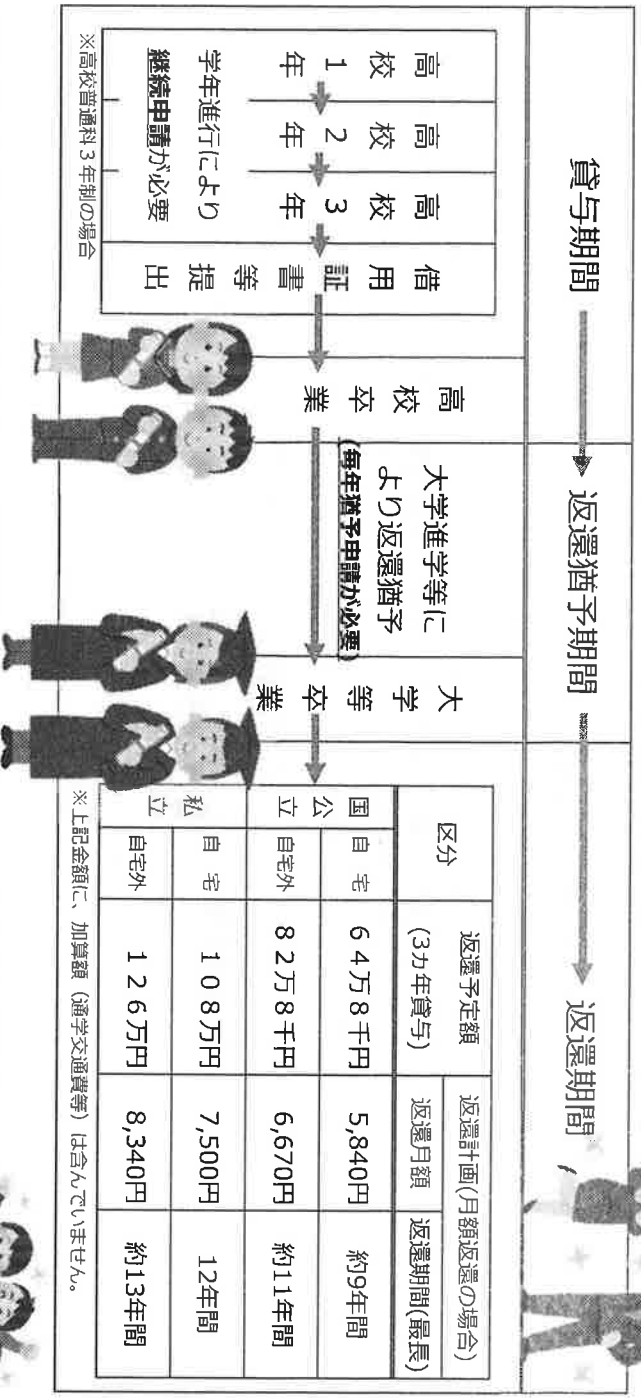 貸与期間
返還猶予期間
返還期間
高校1年
高校2年
高校3年
学年進行により
継続申請が必要
借用証書等提出
※高校普通科3年制の場合
高校卒業
大学進学等に
より返還猶予
(毎年猶予申請が必要)
大学等卒業
区分
返還予定額
(3カ年貸与)
返還計画(月額返還の場合)
返還月額
返還期間(最長)
国公立
自宅
64万8千円
5,840円
約9年間
自宅外
82万8千円
6,670円
約11年間
私立
自宅
108万円
7,500円
12年間
自宅外
126万円
8,340円
約13年間
※上記金額に、加算額(通学交通費等)は含んでいません。